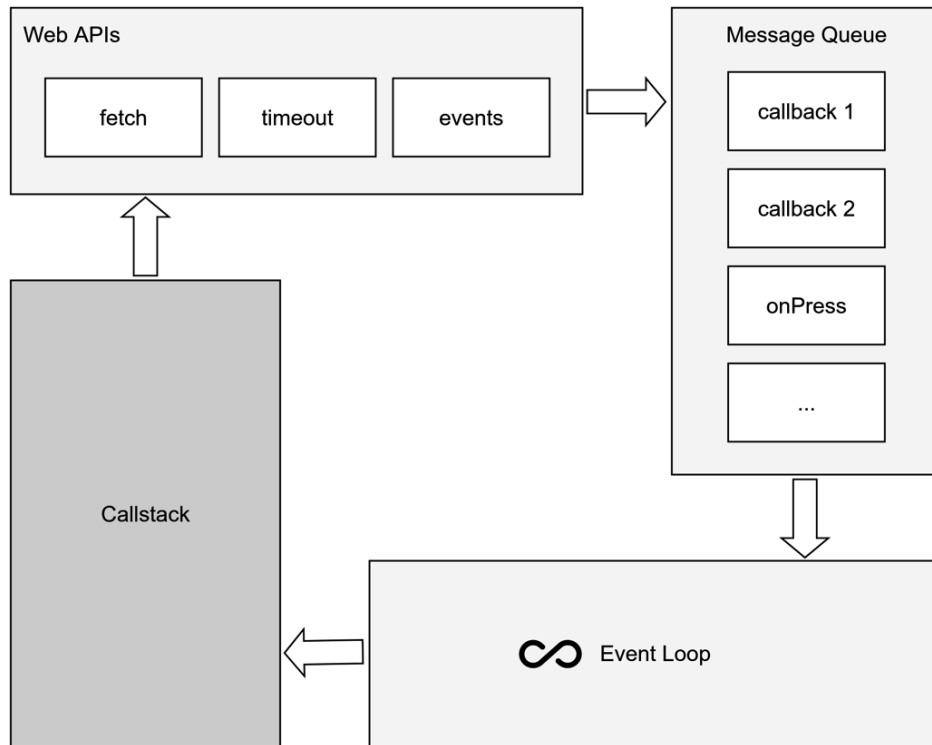 Web APIs
fetch
timeout
events
Message Queue
callback 1
callback 2
onPress
...
Callstack
Event Loop